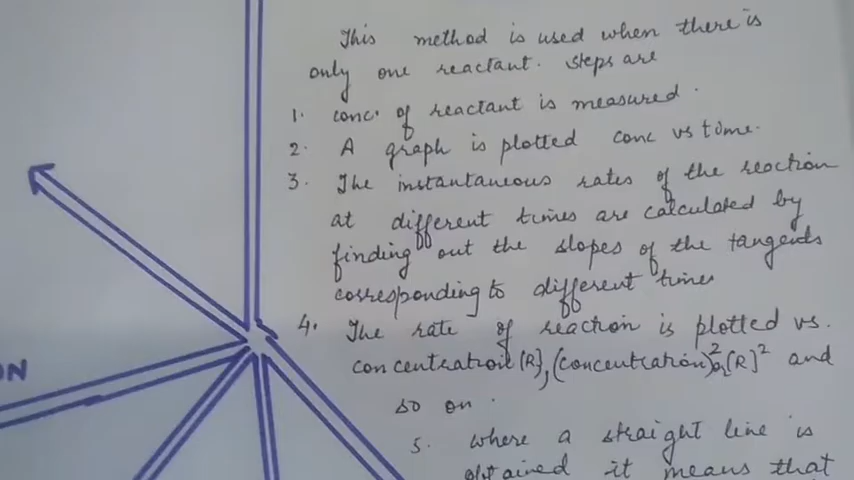 This method is used when there is
only one reactant. steps are
1. conc. of reactant is measured.
2. A graph is plotted conc vs time.
3. The instantaneous rates of the reaction
at different times are calculated by
finding out the slopes of the tangents
corresponding to different times
4. The rate of reaction is plotted vs.
concentration [R], (concentration)² [R]² and
so on.
5. where a straight line is
obtained it means that
ON